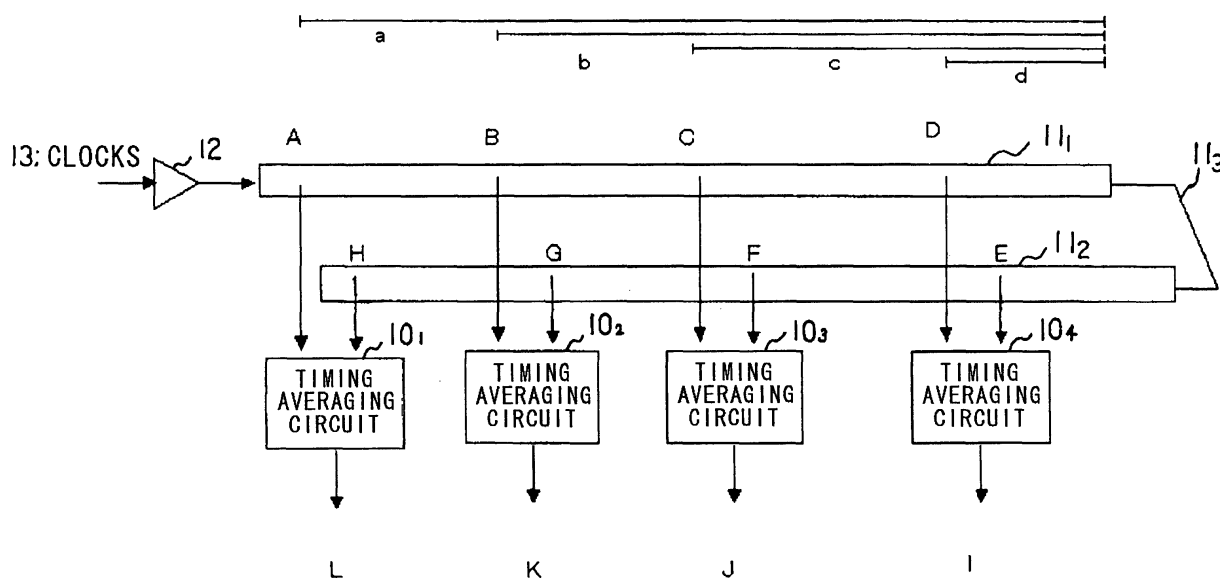 a
b
c
d
A B C D 11₁
13; CLOCKS 12 11₃
H G F E 11₂
10₁ 10₂ 10₃ 10₄
TIMING AVERAGING CIRCUIT
TIMING AVERAGING CIRCUIT
TIMING AVERAGING CIRCUIT
TIMING AVERAGING CIRCUIT
L K J I